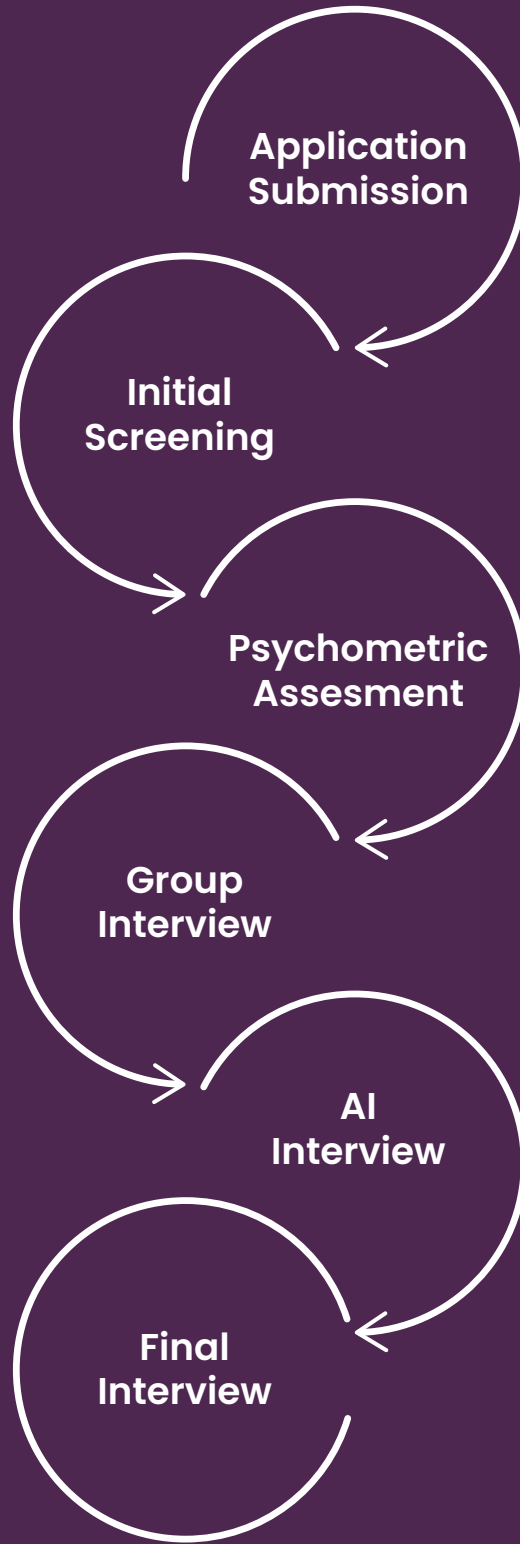 Application
Submission
Initial
Screening
Psychometric
Assesment
Group
Interview
AI
Interview
Final
Interview